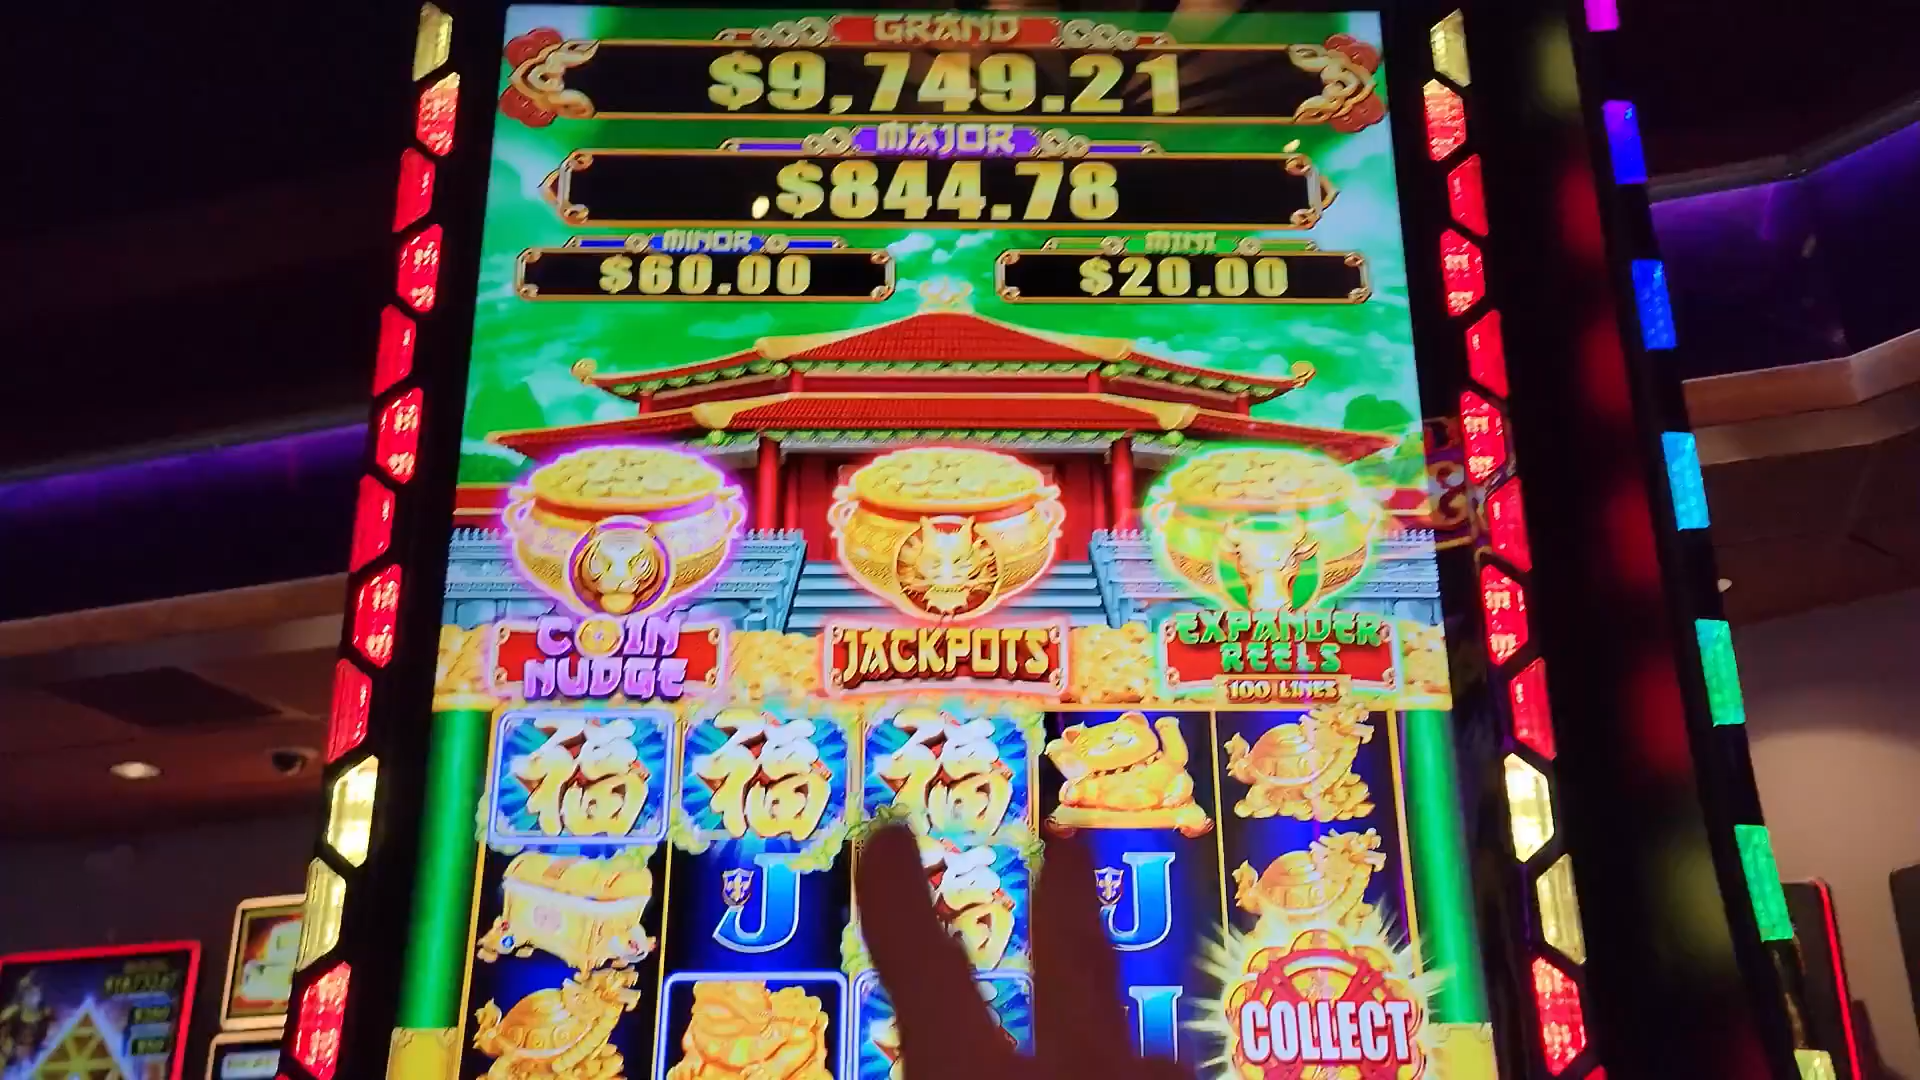 GRAND
$9,749.21
MAJOR
$844.78
MINOR
MINI
$60.00
$20.00
COIN
NUDGE
JACKPOTS
EXPANDER
REELS
100 LINES
福 福 福
J
福
J
J
COLLECT